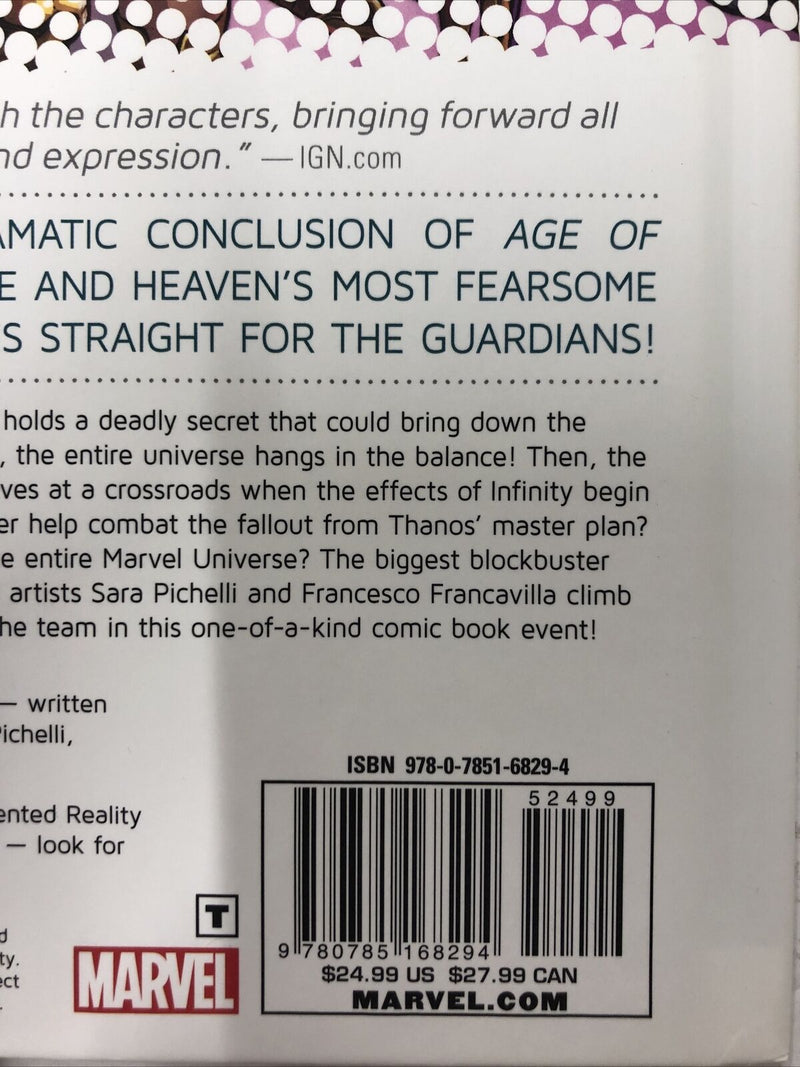 h the characters, bringing forward all
nd expression.” —IGN.com
AMATIC CONCLUSION OF AGE OF
E AND HEAVEN'S MOST FEARSOME
S STRAIGHT FOR THE GUARDIANS!
holds a deadly secret that could bring down the
, the entire universe hangs in the balance! Then, the
ves at a crossroads when the effects of Infinity begin
er help combat the fallout from Thanos' master plan?
e entire Marvel Universe? The biggest blockbuster
artists Sara Pichelli and Francesco Francavilla climb
he team in this one-of-a-kind comic book event!
— written
Pichelli,
ented Reality
— look for
d
ty.
ect
.
T
MARVEL
ISBN 978-0-7851-6829-4
52499
9 780785 168294
$24.99 US $27.99 CAN
MARVEL.COM